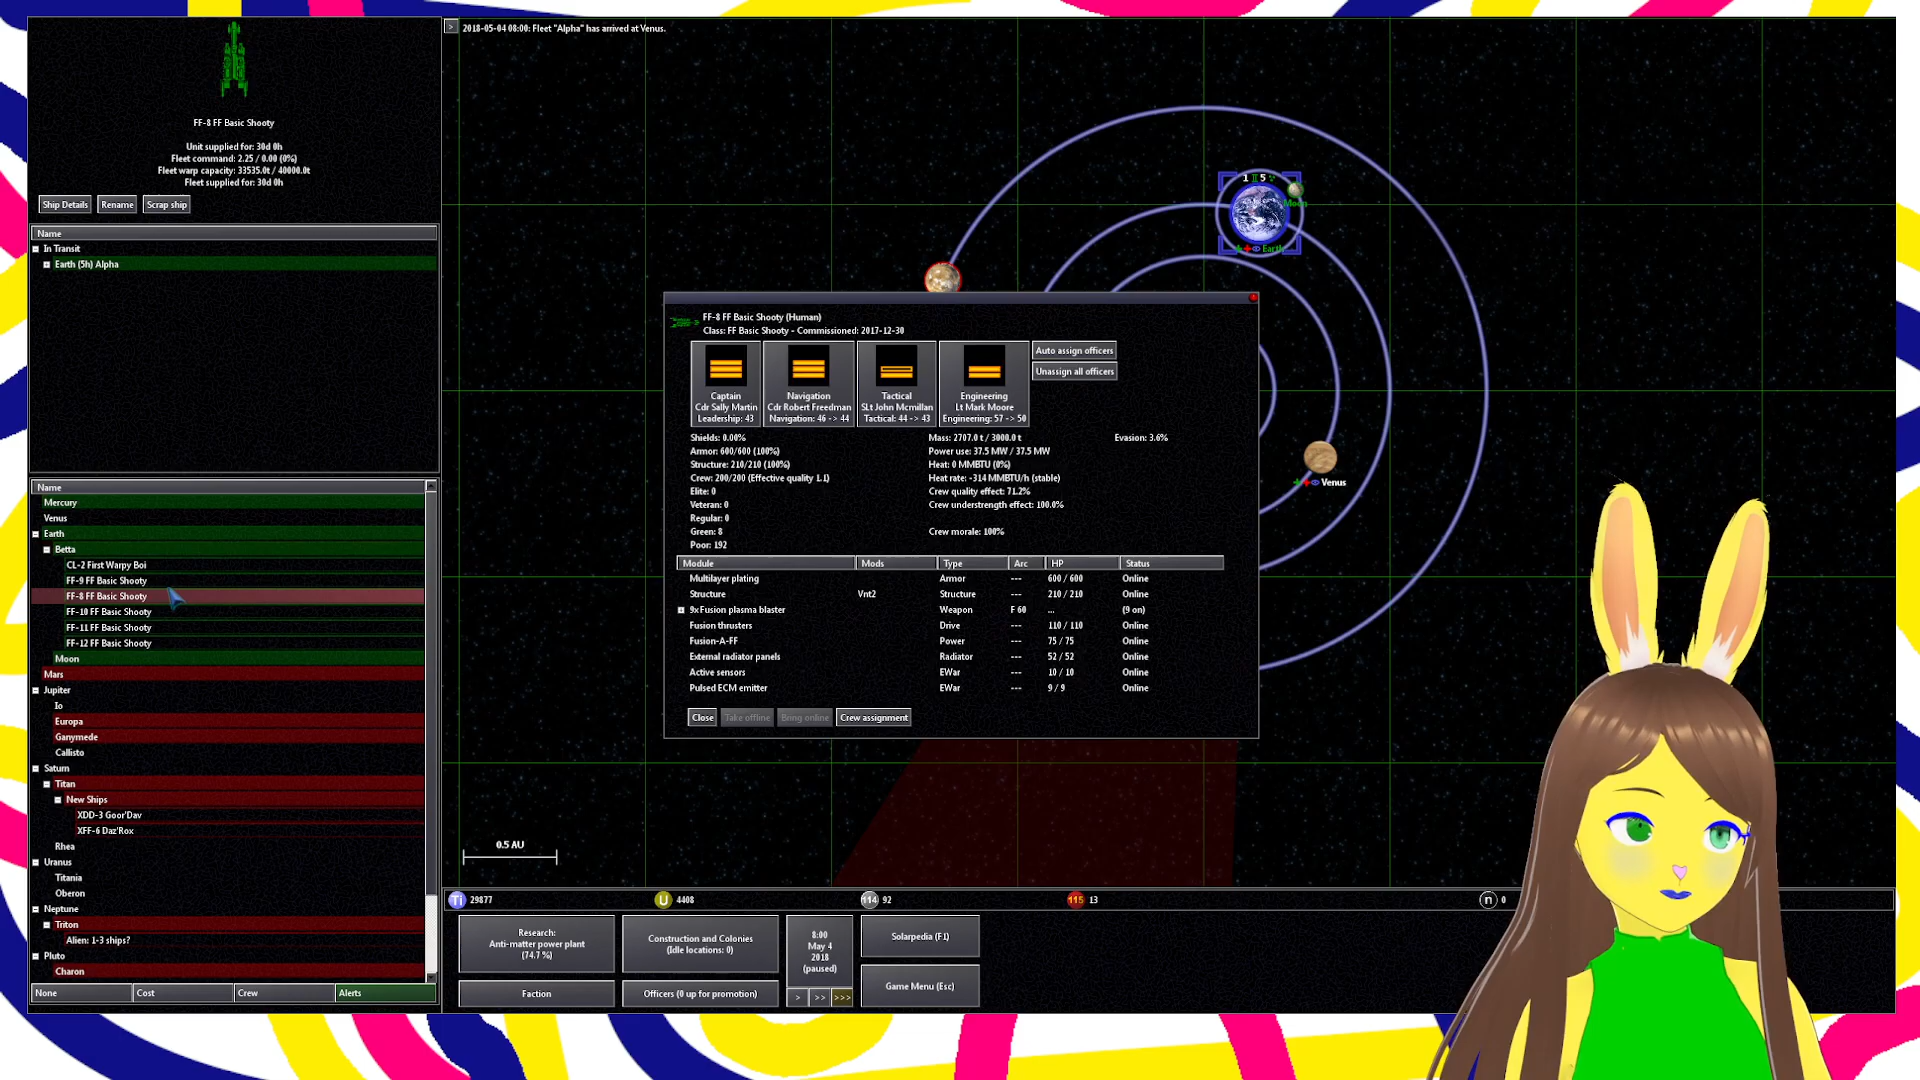 FF-8 FF Basic Shooty
Unit supplied for: 30d 0h
Fleet command: 2.25 / 0.00 (0%)
Fleet warp capacity: 33535.0t / 40000.0t
Fleet supplied for: 30d 0h
Ship Details
Rename
Scrap ship
Name
In Transit
Earth (5h) Alpha
Name
Mercury
Venus
Earth
Betta
CL-2 First Warpy Boi
FF-9 FF Basic Shooty
FF-8 FF Basic Shooty
FF-10 FF Basic Shooty
FF-11 FF Basic Shooty
FF-12 FF Basic Shooty
Moon
Mars
Jupiter
Io
Europa
Ganymede
Callisto
Saturn
Titan
New Ships
XDD-3 Goor'Dav
XFF-6 Daz'Rox
Rhea
Uranus
Titania
Oberon
Neptune
Triton
Alien: 1-3 ships?
Pluto
Charon
None
Cost
Crew
Alerts
> 2018-05-04 08:00: Fleet "Alpha" has arrived at Venus.
1 5
Moon
Earth
Venus
FF-8 FF Basic Shooty (Human)
Class: FF Basic Shooty - Commissioned: 2017-12-30
Captain
Cdr Sally Martin
Leadership: 43
Navigation
Cdr Robert Freedman
Navigation: 46 -> 44
Tactical
SLt John Mcmillan
Tactical: 44 -> 43
Engineering
Lt Mark Moore
Engineering: 57 -> 50
Auto assign officers
Unassign all officers
Shields: 0.00%
Armor: 600/600 (100%)
Structure: 210/210 (100%)
Crew: 200/200 (Effective quality 1.1)
Elite: 0
Veteran: 0
Regular: 0
Green: 8
Poor: 192
Mass: 2707.0 t / 3000.0 t
Power use: 37.5 MW / 37.5 MW
Heat: 0 MMBTU (0%)
Heat rate: -314 MMBTU/h (stable)
Crew quality effect: 71.2%
Crew understrength effect: 100.0%
Crew morale: 100%
Evasion: 3.6%
Module Mods Type Arc HP Status
Multilayer plating Armor --- 600 / 600 Online
Structure Vnt2 Structure --- 210 / 210 Online
9x Fusion plasma blaster Weapon F 60 ... (9 on)
Fusion thrusters Drive --- 110 / 110 Online
Fusion-A-FF Power --- 75 / 75 Online
External radiator panels Radiator --- 52 / 52 Online
Active sensors EWar --- 10 / 10 Online
Pulsed ECM emitter EWar --- 9 / 9 Online
Close
Take offline
Bring online
Crew assignment
0.5 AU
Ti 29877
U 4408
114 92
115 13
n 0
Research:
Anti-matter power plant
(74.7 %)
Construction and Colonies
(Idle locations: 0)
8:00
May 4
2018
(paused)
Solarpedia (F1)
Faction
Officers (0 up for promotion)
> >> >>>
Game Menu (Esc)